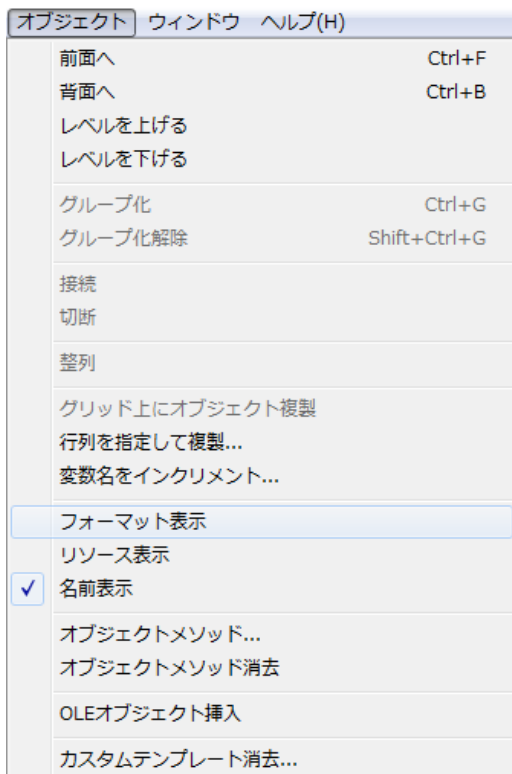 オブジェクト ウィンドウ ヘルプ(H)
前面へ Ctrl+F
背面へ Ctrl+B
レベルを上げる
レベルを下げる
グループ化 Ctrl+G
グループ化解除 Shift+Ctrl+G
接続
切断
整列
グリッド上にオブジェクト複製
行列を指定して複製...
変数名をインクリメント...
フォーマット表示
リソース表示
名前表示
オブジェクトメソッド...
オブジェクトメソッド消去
OLEオブジェクト挿入
カスタムテンプレート消去...